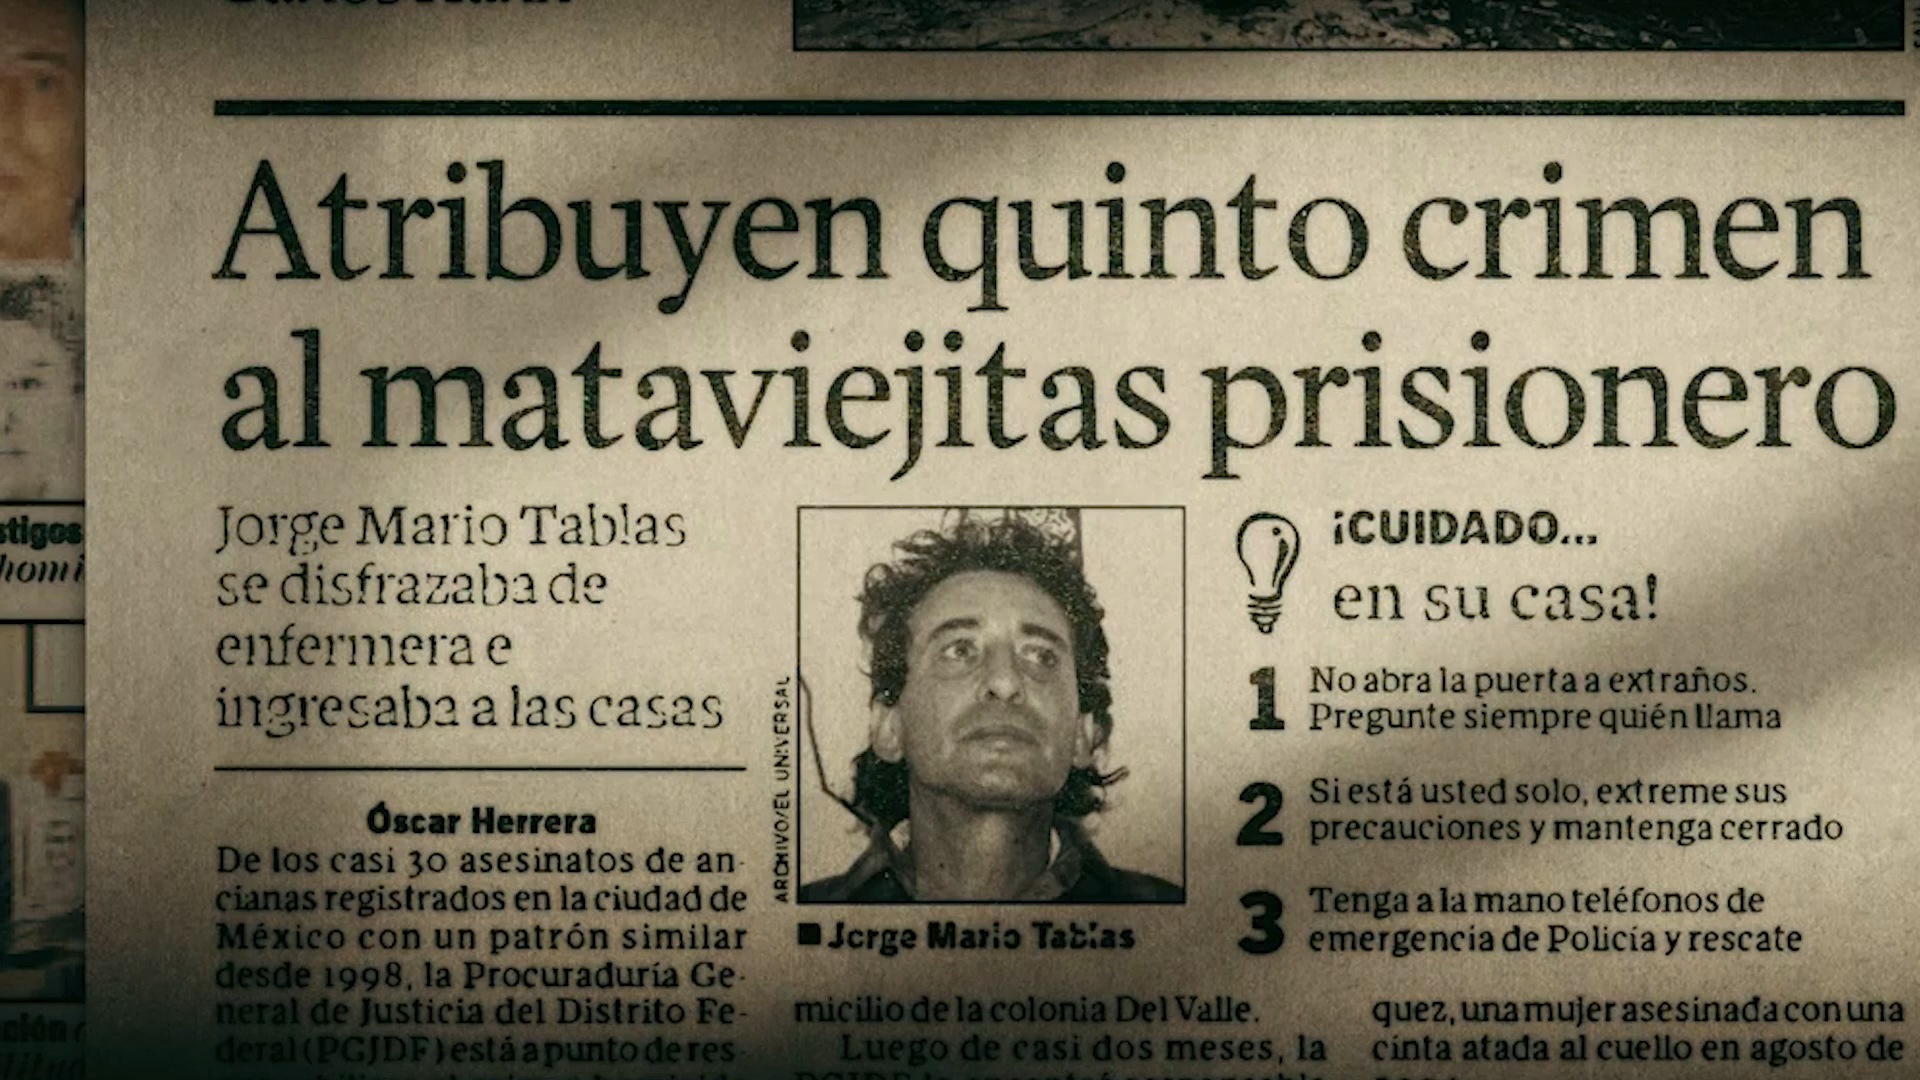 Atribuyen quinto crimen
al mataviejitas prisionero
Jorge Mario Tablas
se disfrazaba de
enfermera e
ingresaba a las casas
Óscar Herrera
De los casi 30 asesinatos de an-
cianas registrados en la ciudad de
México con un patrón similar
desde 1998, la Procuraduría Ge-
neral de Justicia del Distrito Fe-
deral (PGJDF) está a punto de res-
ARCHIVO/EL UNIVERSAL
Jorge Mario Tablas
micilio de la colonia Del Valle.
Luego de casi dos meses, la
¡CUIDADO...
en su casa!
1 No abra la puerta a extraños.
Pregunte siempre quién llama
2 Si está usted solo, extreme sus
precauciones y mantenga cerrado
3 Tenga a la mano teléfonos de
emergencia de Policía y rescate
quez, una mujer asesinada con una
cinta atada al cuello en agosto de